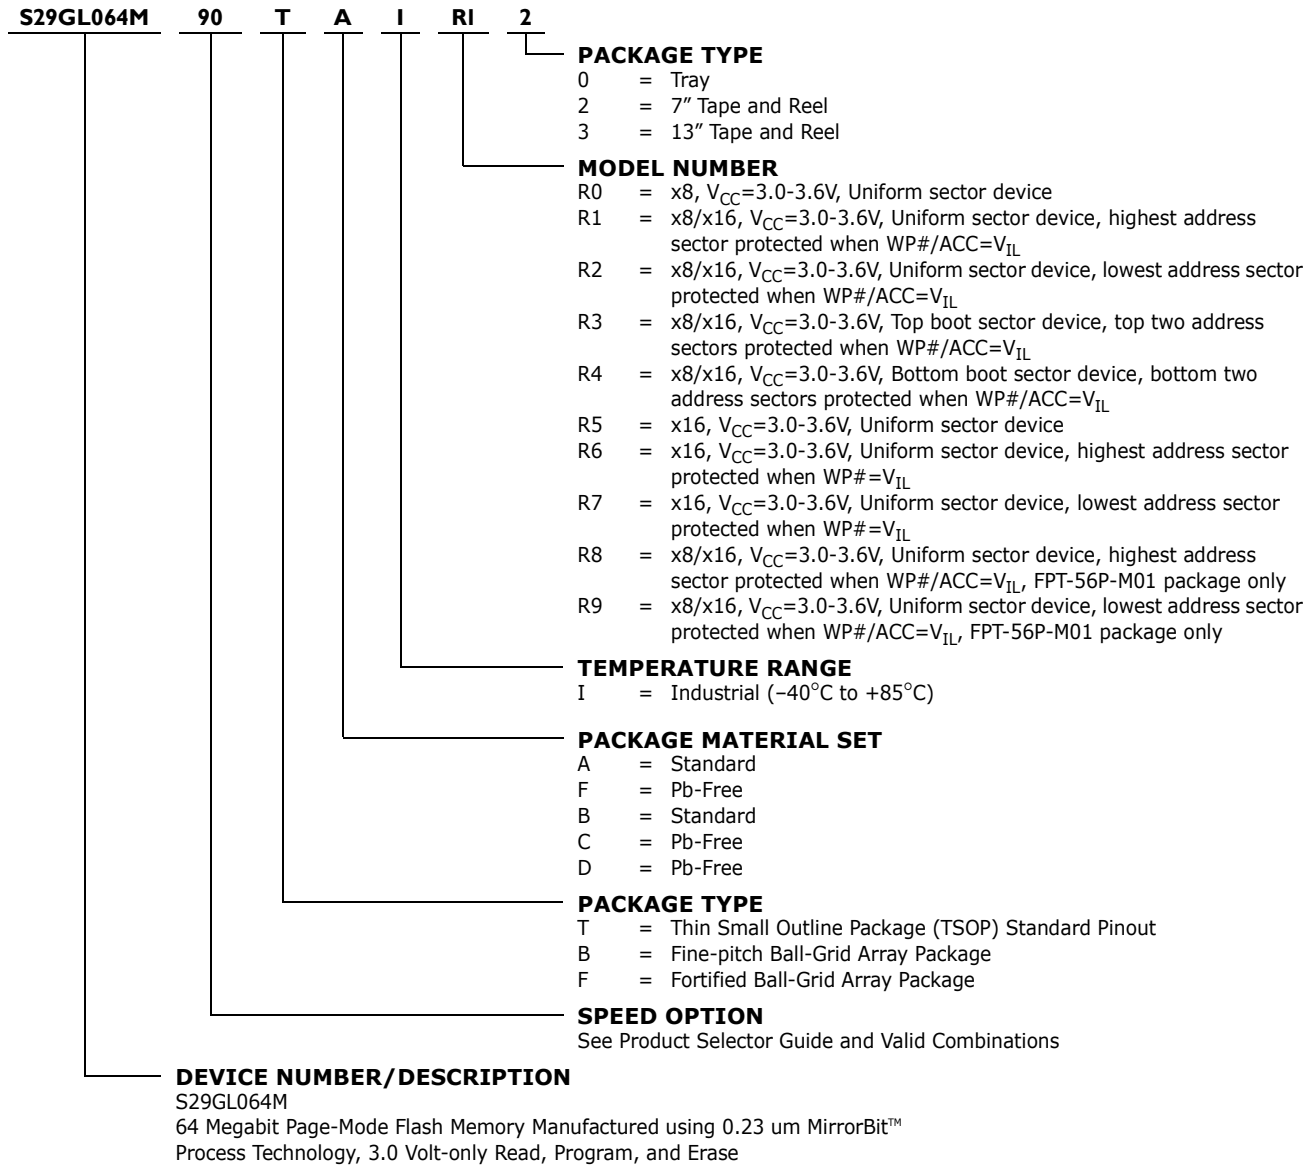 S29GL064M 90 T A I R1 2
PACKAGE TYPE
0 = Tray
2 = 7” Tape and Reel
3 = 13” Tape and Reel
MODEL NUMBER
R0 = x8, VCC=3.0-3.6V, Uniform sector device
R1 = x8/x16, VCC=3.0-3.6V, Uniform sector device, highest address
sector protected when WP#/ACC=VIL
R2 = x8/x16, VCC=3.0-3.6V, Uniform sector device, lowest address sector
protected when WP#/ACC=VIL
R3 = x8/x16, VCC=3.0-3.6V, Top boot sector device, top two address
sectors protected when WP#/ACC=VIL
R4 = x8/x16, VCC=3.0-3.6V, Bottom boot sector device, bottom two
address sectors protected when WP#/ACC=VIL
R5 = x16, VCC=3.0-3.6V, Uniform sector device
R6 = x16, VCC=3.0-3.6V, Uniform sector device, highest address sector
protected when WP#=VIL
R7 = x16, VCC=3.0-3.6V, Uniform sector device, lowest address sector
protected when WP#=VIL
R8 = x8/x16, VCC=3.0-3.6V, Uniform sector device, highest address
sector protected when WP#/ACC=VIL, FPT-56P-M01 package only
R9 = x8/x16, VCC=3.0-3.6V, Uniform sector device, lowest address sector
protected when WP#/ACC=VIL, FPT-56P-M01 package only
TEMPERATURE RANGE
I = Industrial (–40°C to +85°C)
PACKAGE MATERIAL SET
A = Standard
F = Pb-Free
B = Standard
C = Pb-Free
D = Pb-Free
PACKAGE TYPE
T = Thin Small Outline Package (TSOP) Standard Pinout
B = Fine-pitch Ball-Grid Array Package
F = Fortified Ball-Grid Array Package
SPEED OPTION
See Product Selector Guide and Valid Combinations
DEVICE NUMBER/DESCRIPTION
S29GL064M
64 Megabit Page-Mode Flash Memory Manufactured using 0.23 um MirrorBit™
Process Technology, 3.0 Volt-only Read, Program, and Erase